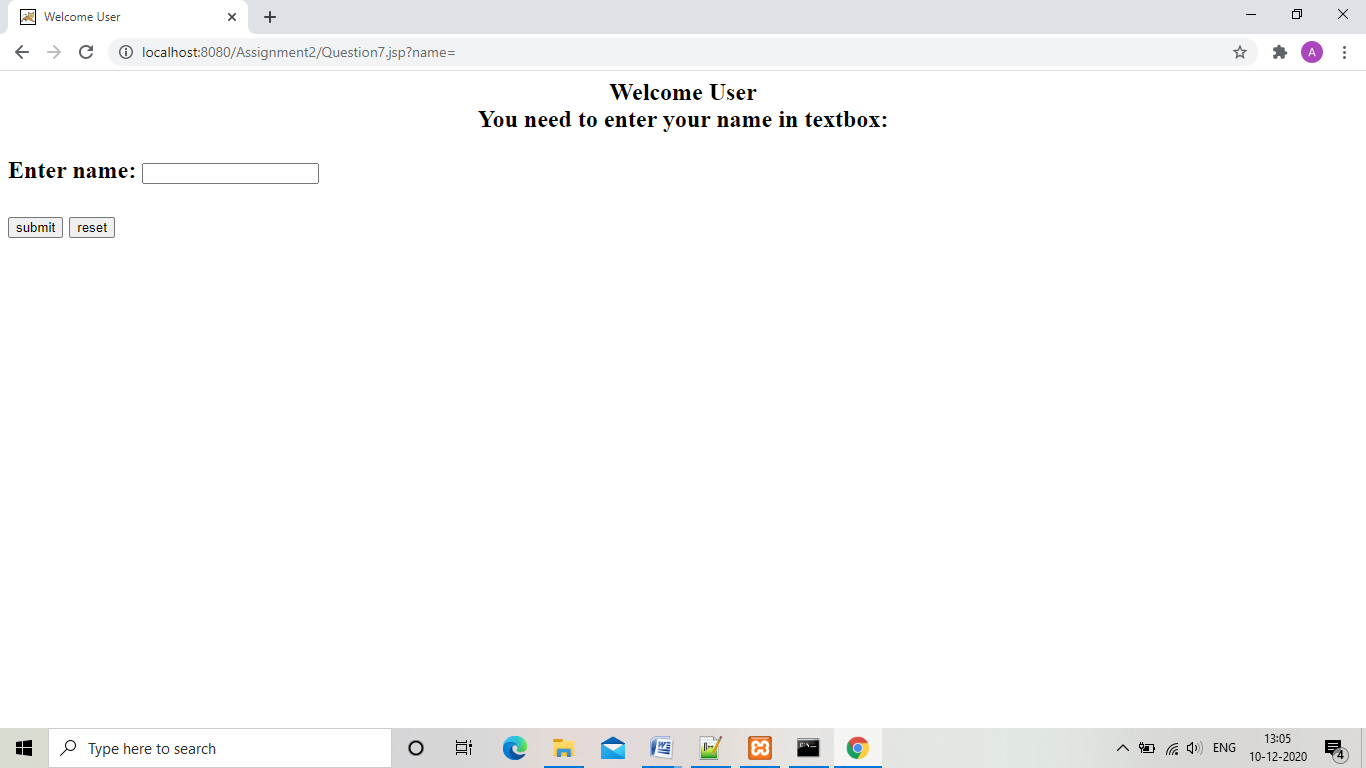 Welcome User
localhost:8080/Assignment2/Question7.jsp?name=
A
Welcome User
You need to enter your name in textbox:
Enter name:
submit reset
Type here to search
ENG
13:05
10-12-2020
4